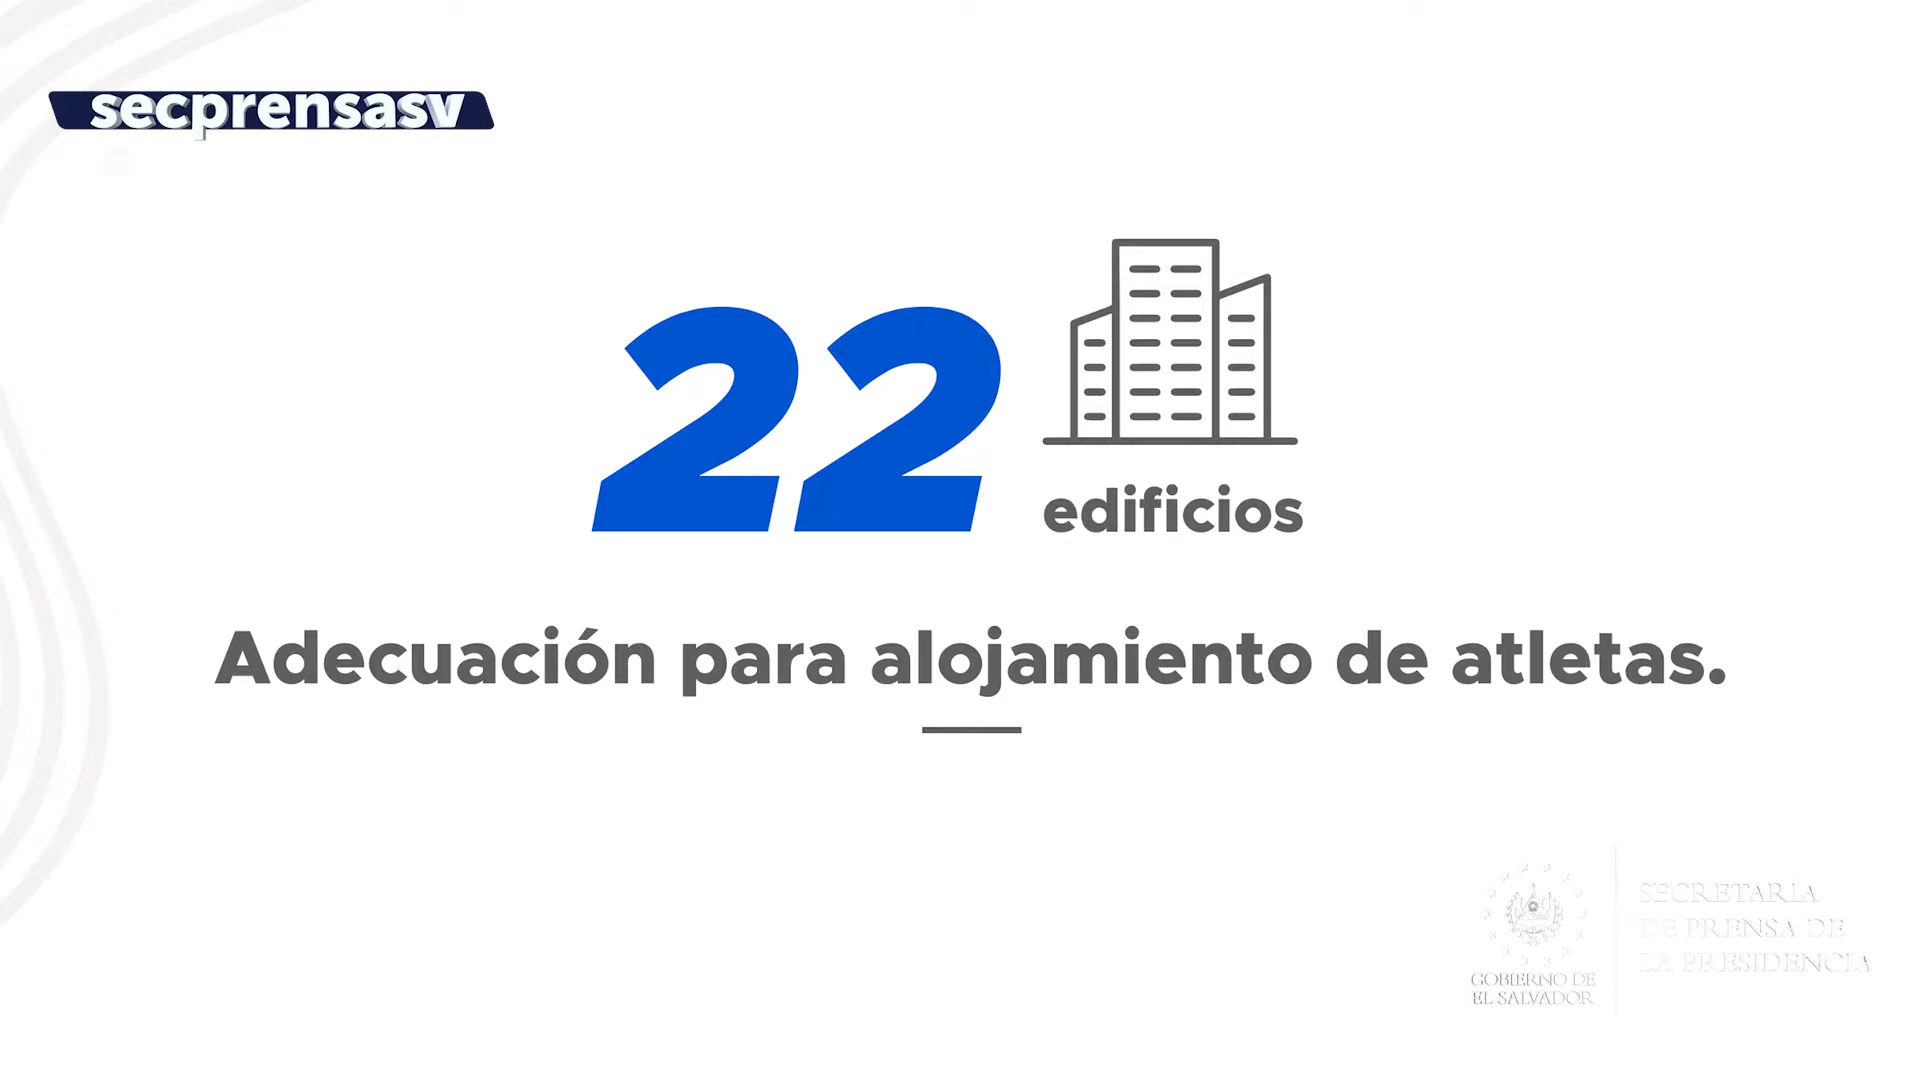 secprensasv
22
edificios
Adecuación para alojamiento de atletas.
GOBIERNO DE
EL SALVADOR
SECRETARÍA
DE PRENSA DE
LA PRESIDENCIA